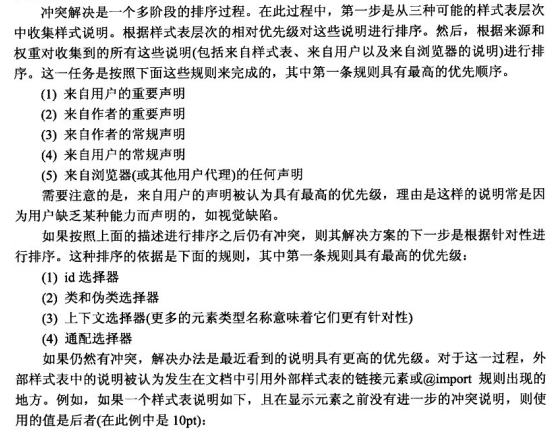 冲突解决是一个多阶段的排序过程。在此过程中，第一步是从三种可能的样式表层次
中收集样式说明。根据样式表层次的相对优先级对这些说明进行排序。然后，根据来源和
权重对收集到的所有这些说明(包括来自样式表、来自用户以及来自浏览器的说明)进行排
序。这一任务是按照下面这些规则来完成的，其中第一条规则具有最高的优先顺序。
(1) 来自用户的重要声明
(2) 来自作者的重要声明
(3) 来自作者的常规声明
(4) 来自用户的常规声明
(5) 来自浏览器(或其他用户代理)的任何声明
需要注意的是，来自用户的声明被认为具有最高的优先级，理由是这样的说明常是因
为用户缺乏某种能力而声明的，如视觉缺陷。
如果按照上面的描述进行排序之后仍有冲突，则其解决方案的下一步是根据针对性进
行排序。这种排序的依据是下面的规则，其中第一条规则具有最高的优先级：
(1) id 选择器
(2) 类和伪类选择器
(3) 上下文选择器(更多的元素类型名称意味着它们更有针对性)
(4) 通配选择器
如果仍然有冲突，解决办法是最近看到的说明具有更高的优先级。对于这一过程，外
部样式表中的说明被认为发生在文档中引用外部样式表的链接元素或@import 规则出现的
地方。例如，如果一个样式表说明如下，且在显示元素之前没有进一步的冲突说明，则使
用的值是后者(在此例中是 10pt)：